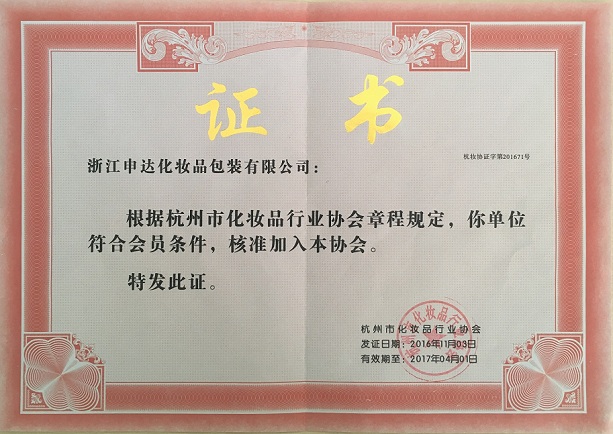 证 书
杭妆协证字第201671号
浙江申达化妆品包装有限公司：
根据杭州市化妆品行业协会章程规定，你单位
符合会员条件，核准加入本协会。
特发此证。
杭州市化妆品行业协会
发证日期：2016年11月03日
有效期至：2017年04月01日